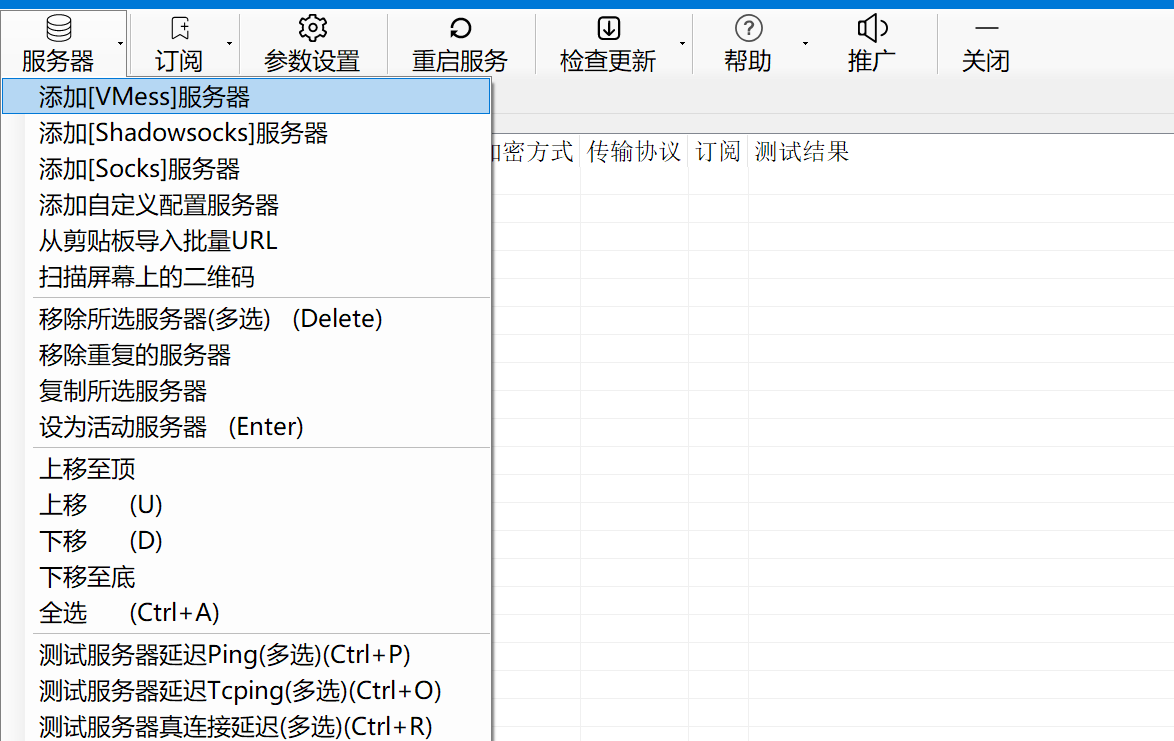 服务器 订阅 参数设置 重启服务 检查更新 帮助 推广 关闭
添加[VMess]服务器
添加[Shadowsocks]服务器
密方式 传输协议 订阅 测试结果
添加[Socks]服务器
添加自定义配置服务器
从剪贴板导入批量URL
扫描屏幕上的二维码
移除所选服务器(多选) (Delete)
移除重复的服务器
复制所选服务器
设为活动服务器 (Enter)
上移至顶
上移 (U)
下移 (D)
下移至底
全选 (Ctrl+A)
测试服务器延迟Ping(多选)(Ctrl+P)
测试服务器延迟Tcping(多选)(Ctrl+O)
测试服务器真连接延迟(多选)(Ctrl+R)